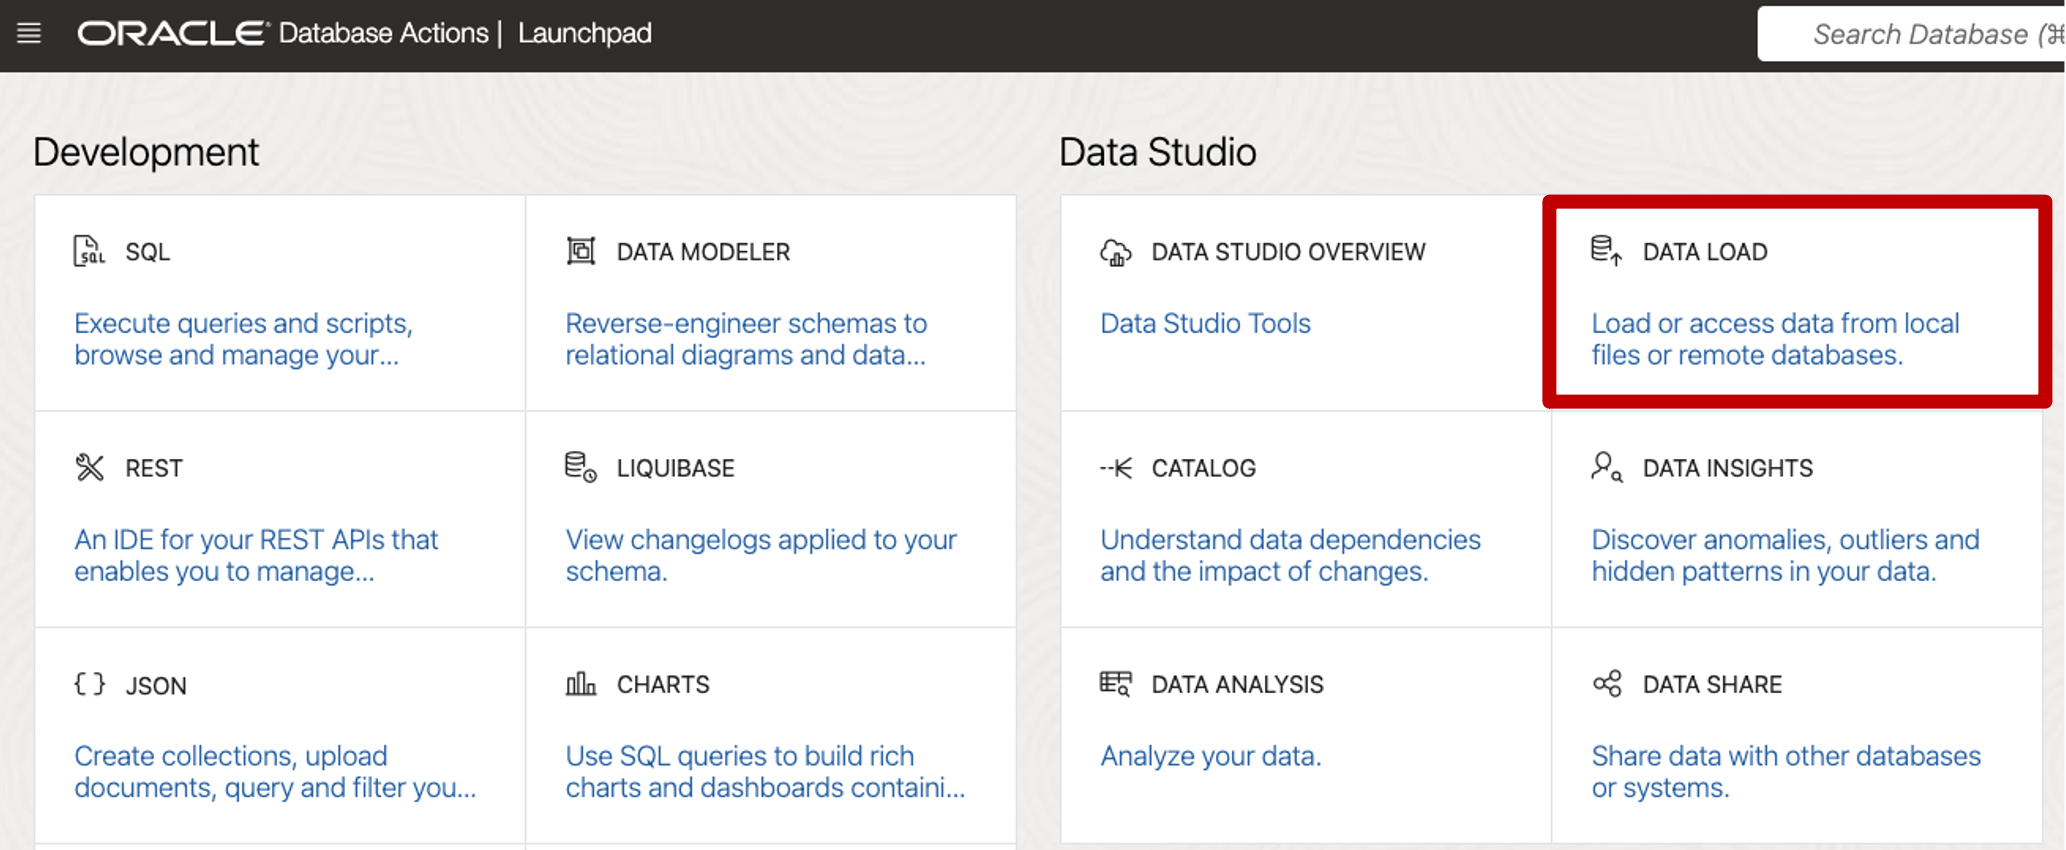 ORACLE® Database Actions | Launchpad
Search Database (⌘
Development
Data Studio
SQL
Execute queries and scripts,
browse and manage your...
DATA MODELER
Reverse-engineer schemas to
relational diagrams and data...
DATA STUDIO OVERVIEW
Data Studio Tools
DATA LOAD
Load or access data from local
files or remote databases.
REST
An IDE for your REST APIs that
enables you to manage...
LIQUIBASE
View changelogs applied to your
schema.
CATALOG
Understand data dependencies
and the impact of changes.
DATA INSIGHTS
Discover anomalies, outliers and
hidden patterns in your data.
JSON
Create collections, upload
documents, query and filter you...
CHARTS
Use SQL queries to build rich
charts and dashboards containi...
DATA ANALYSIS
Analyze your data.
DATA SHARE
Share data with other databases
or systems.